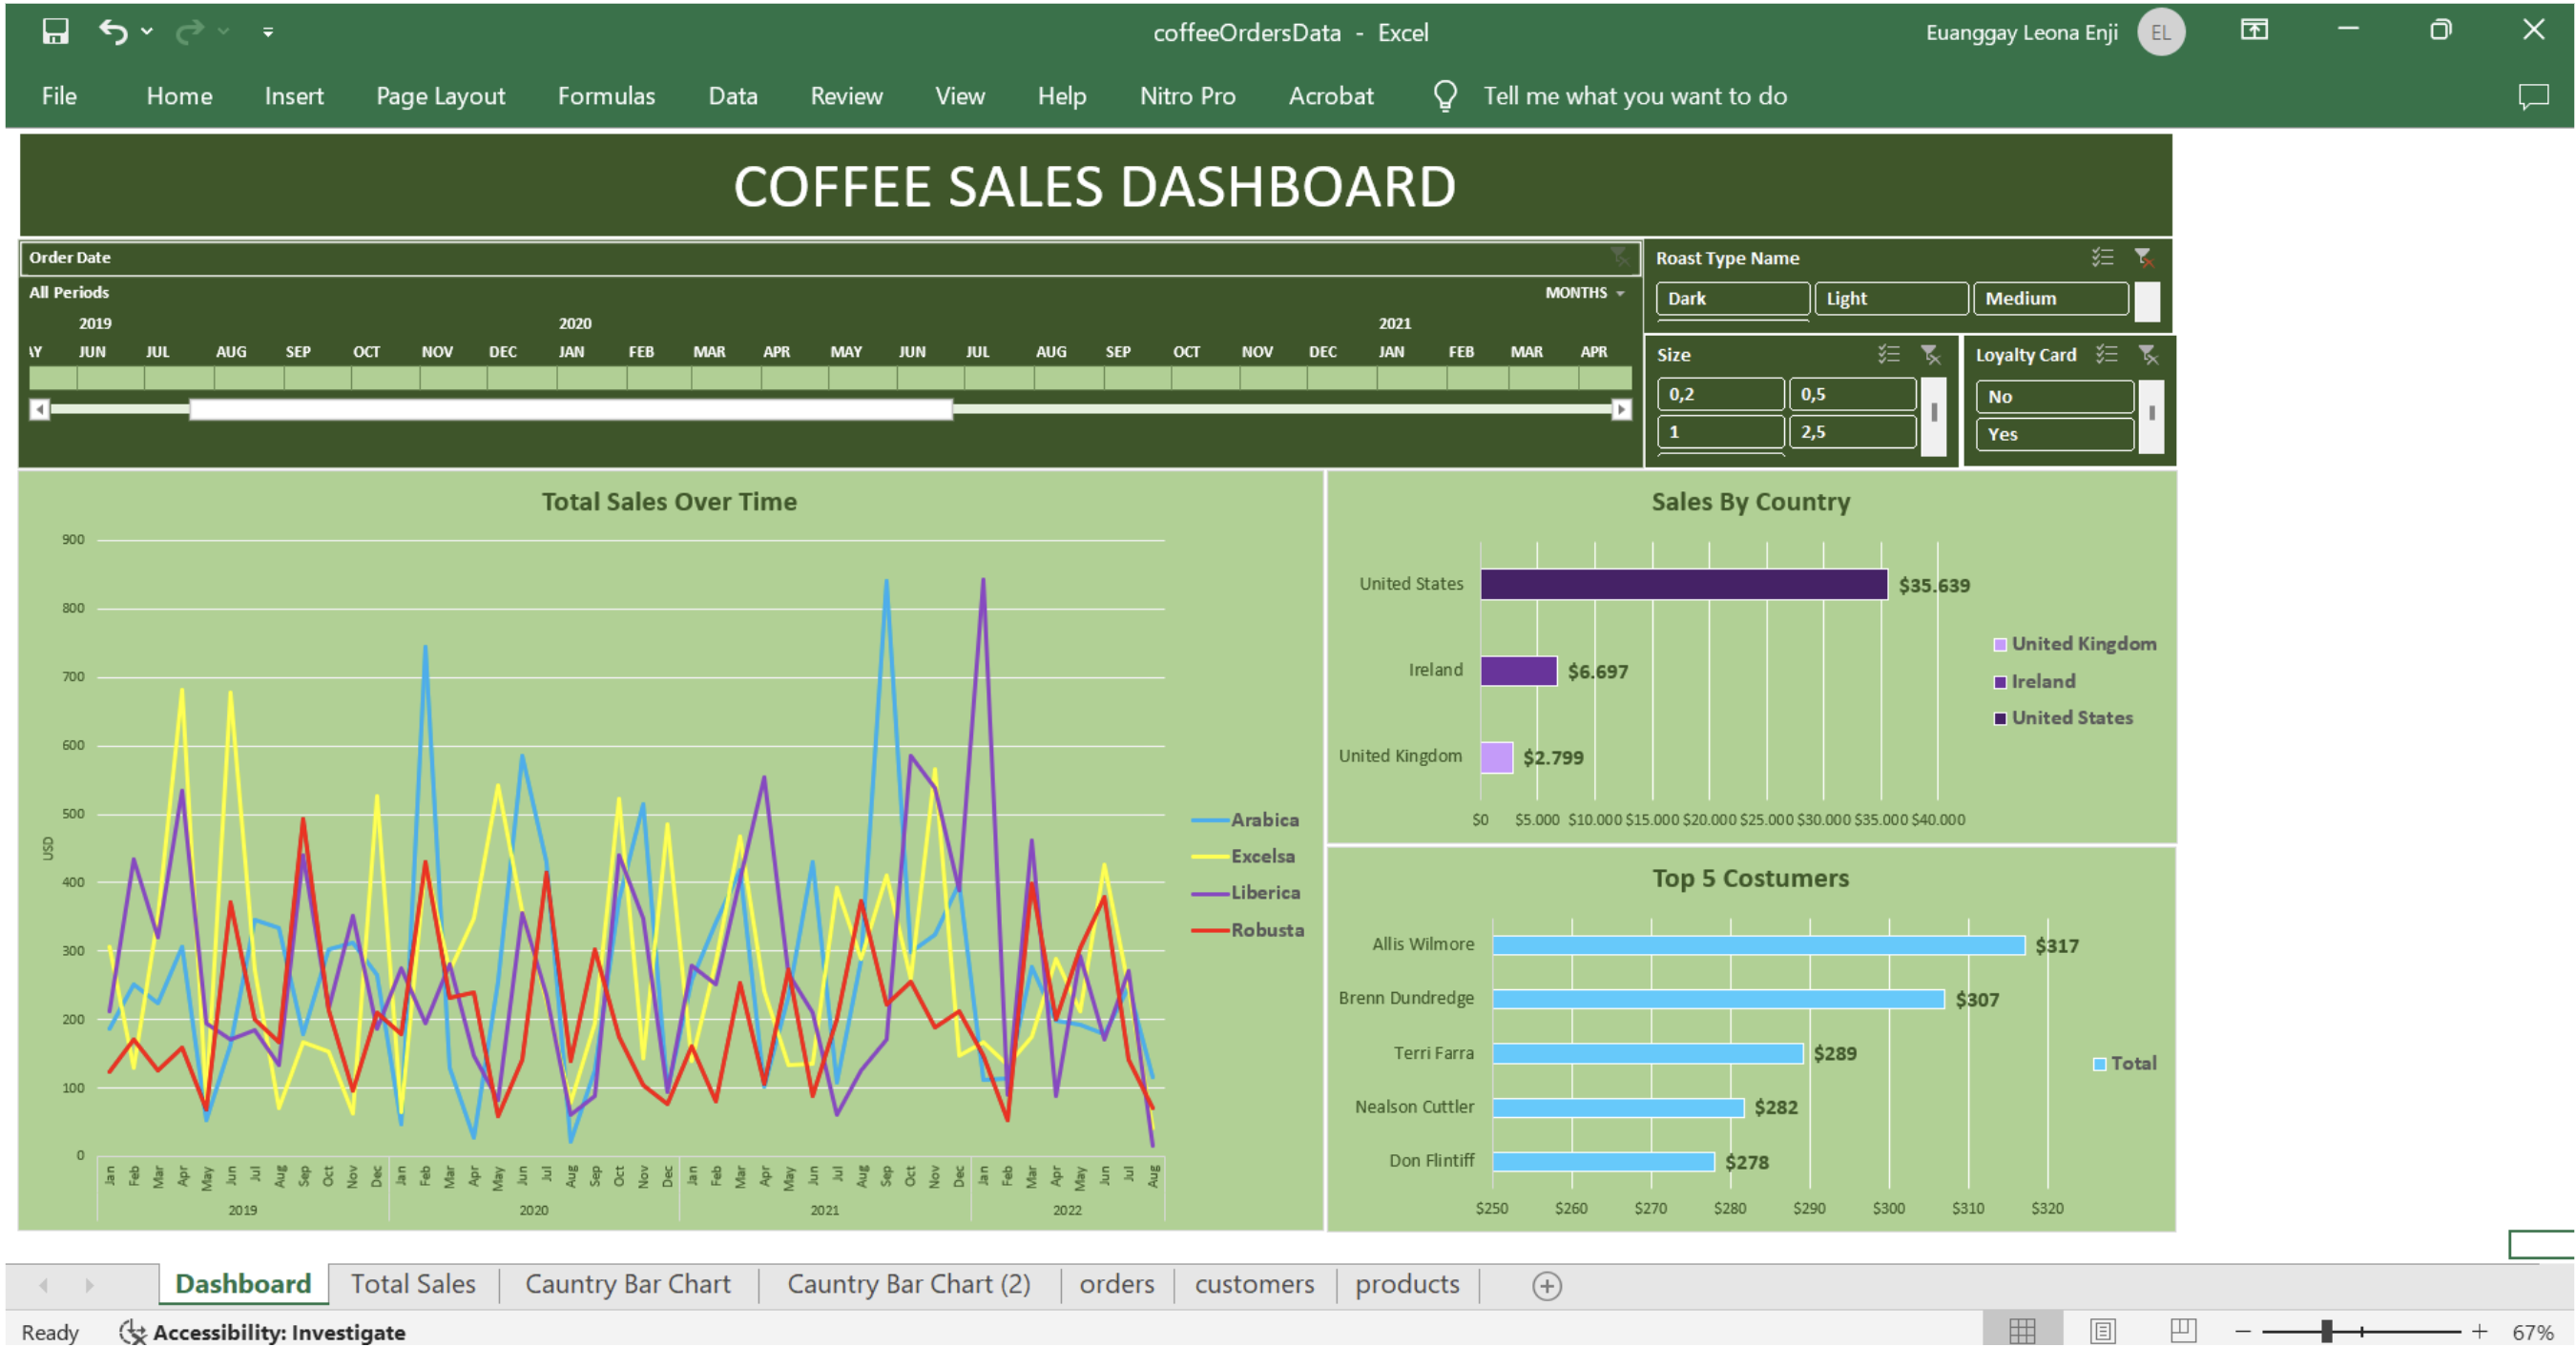 coffeeOrdersData - Excel
Euanggay Leona Enji
EL
File Home Insert Page Layout Formulas Data Review View Help Nitro Pro Acrobat Tell me what you want to do
COFFEE SALES DASHBOARD
Order Date
All Periods
MONTHS
2019 2020 2021
AY JUN JUL AUG SEP OCT NOV DEC JAN FEB MAR APR MAY JUN JUL AUG SEP OCT NOV DEC JAN FEB MAR APR
Roast Type Name
Dark Light Medium
Size
0,2 0,5
1 2,5
Loyalty Card
No
Yes
Total Sales Over Time
900
800
700
600
500
400
300
200
100
0
USD
Jan Feb Mar Apr May Jun Jul Aug Sep Oct Nov Dec Jan Feb Mar Apr May Jun Jul Aug Sep Oct Nov Dec Jan Feb Mar Apr May Jun Jul Aug Sep Oct Nov Dec Jan Feb Mar Apr May Jun Jul Aug
2019 2020 2021 2022
Arabica
Excelsa
Liberica
Robusta
Sales By Country
United States $35.639
Ireland $6.697
United Kingdom $2.799
$0 $5.000 $10.000 $15.000 $20.000 $25.000 $30.000 $35.000 $40.000
United Kingdom
Ireland
United States
Top 5 Costumers
Allis Wilmore $317
Brenn Dundredge $307
Terri Farra $289
Nealson Cuttler $282
Don Flintiff $278
$250 $260 $270 $280 $290 $300 $310 $320
Total
Dashboard Total Sales Cauntry Bar Chart Cauntry Bar Chart (2) orders customers products
Ready Accessibility: Investigate
67%